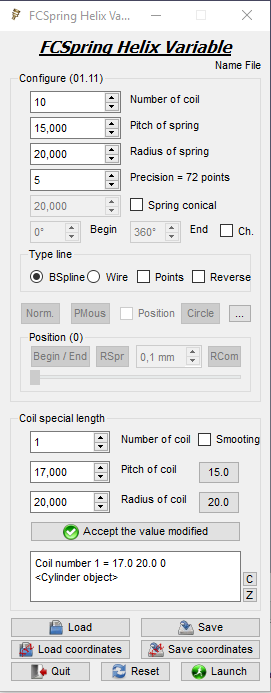 FCSpring Helix Va...
FCSpring Helix Variable
Name File
Configure (01.11)
10 Number of coil
15,000 Pitch of spring
20,000 Radius of spring
5 Precision = 72 points
20,000 Spring conical
0° Begin 360° End Ch.
Type line
BSpline Wire Points Reverse
Norm. PMous Position Circle ...
Position (0)
Begin / End RSpr 0,1 mm RCom
Coil special length
1 Number of coil Smooting
17,000 Pitch of coil 15.0
20,000 Radius of coil 20.0
Accept the value modified
Coil number 1 = 17.0 20.0 0
<Cylinder object>
C
Z
Load Save
Load coordinates Save coordinates
Quit Reset Launch